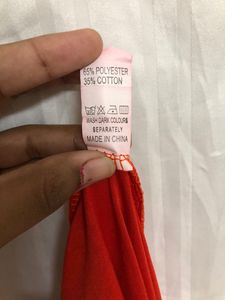 65% POLYESTER
35% COTTON
WASH DARK COLOURS
SEPARATELY
MADE IN CHINA